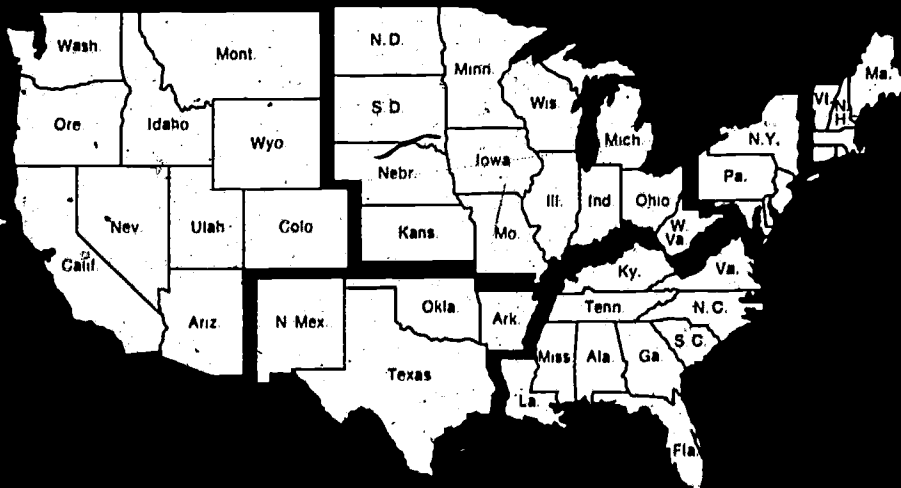 Wash.
Mont.
N.D.
Minn.
Ma.
Ore
Idaho
S D
Wis.
Vt.
N.
H.
Wyo
Mich.
N.Y.
Nebr.
Iowa
Pa.
Nev.
Utah
Colo
Kans.
Mo.
Ill.
Ind
Ohio
W.
Va.
Calif.
Ky.
Va.
Ariz.
N Mex.
Okla.
Ark.
Tenn.
N.C.
Texas
Miss.
Ala.
Ga.
S C.
La.
Fla.